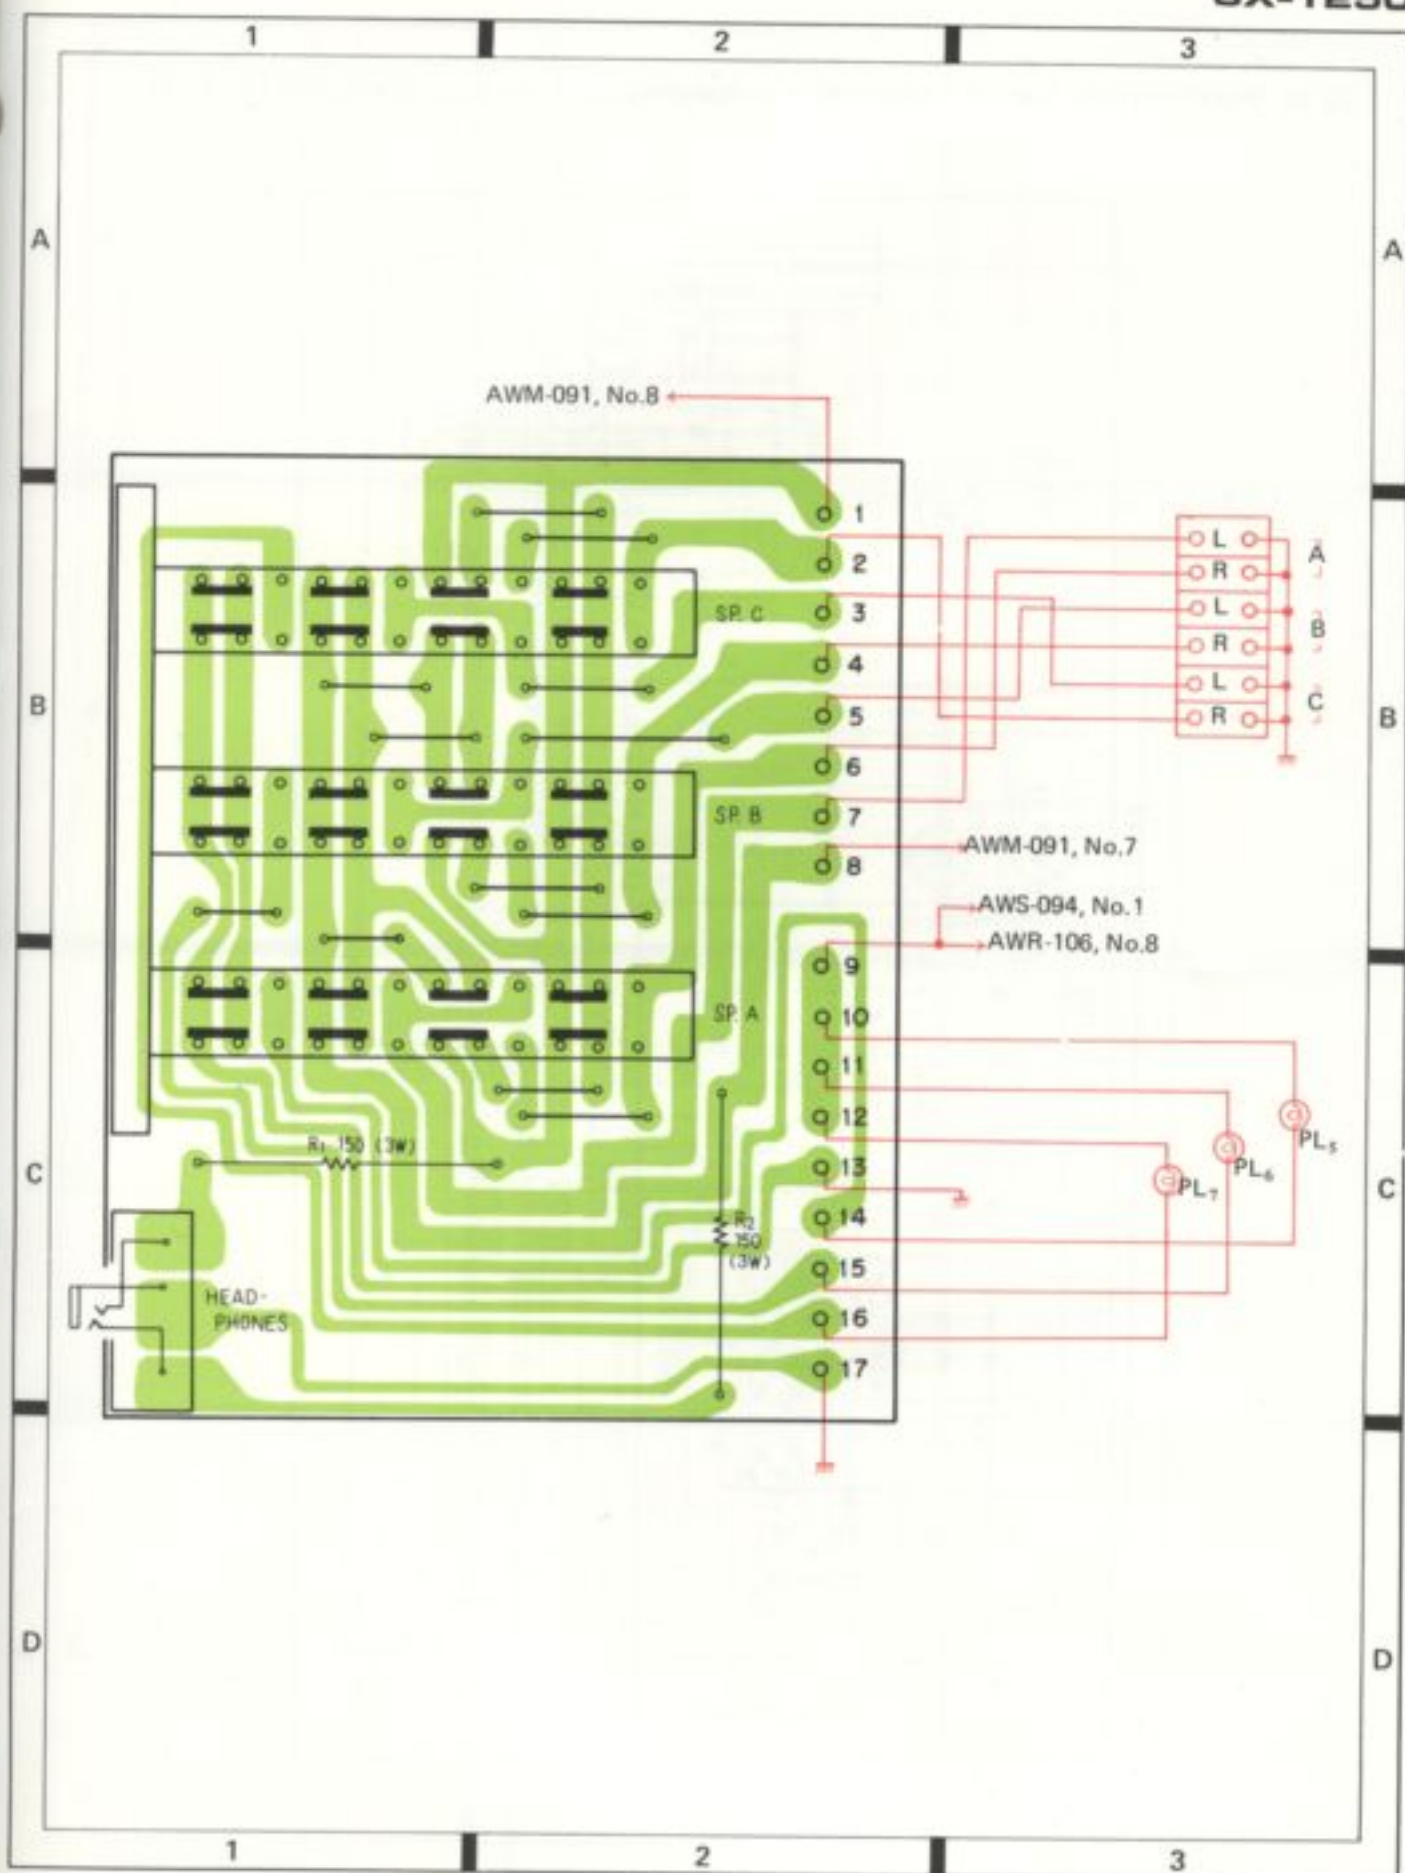 1 2 3
A A
AWM-091, No.8
1
2
3
4
5
6
7
8
9
10
11
12
13
14
15
16
17
SP. C
SP. B
SP. A
L
R
L
R
L
R
A
B
C
B B
AWM-091, No.7
AWS-094, No.1
AWR-106, No.8
PL5
PL6
PL7
C C
R1 150 (3W)
R2
150
(3W)
HEAD-
PHONES
D D
1 2 3